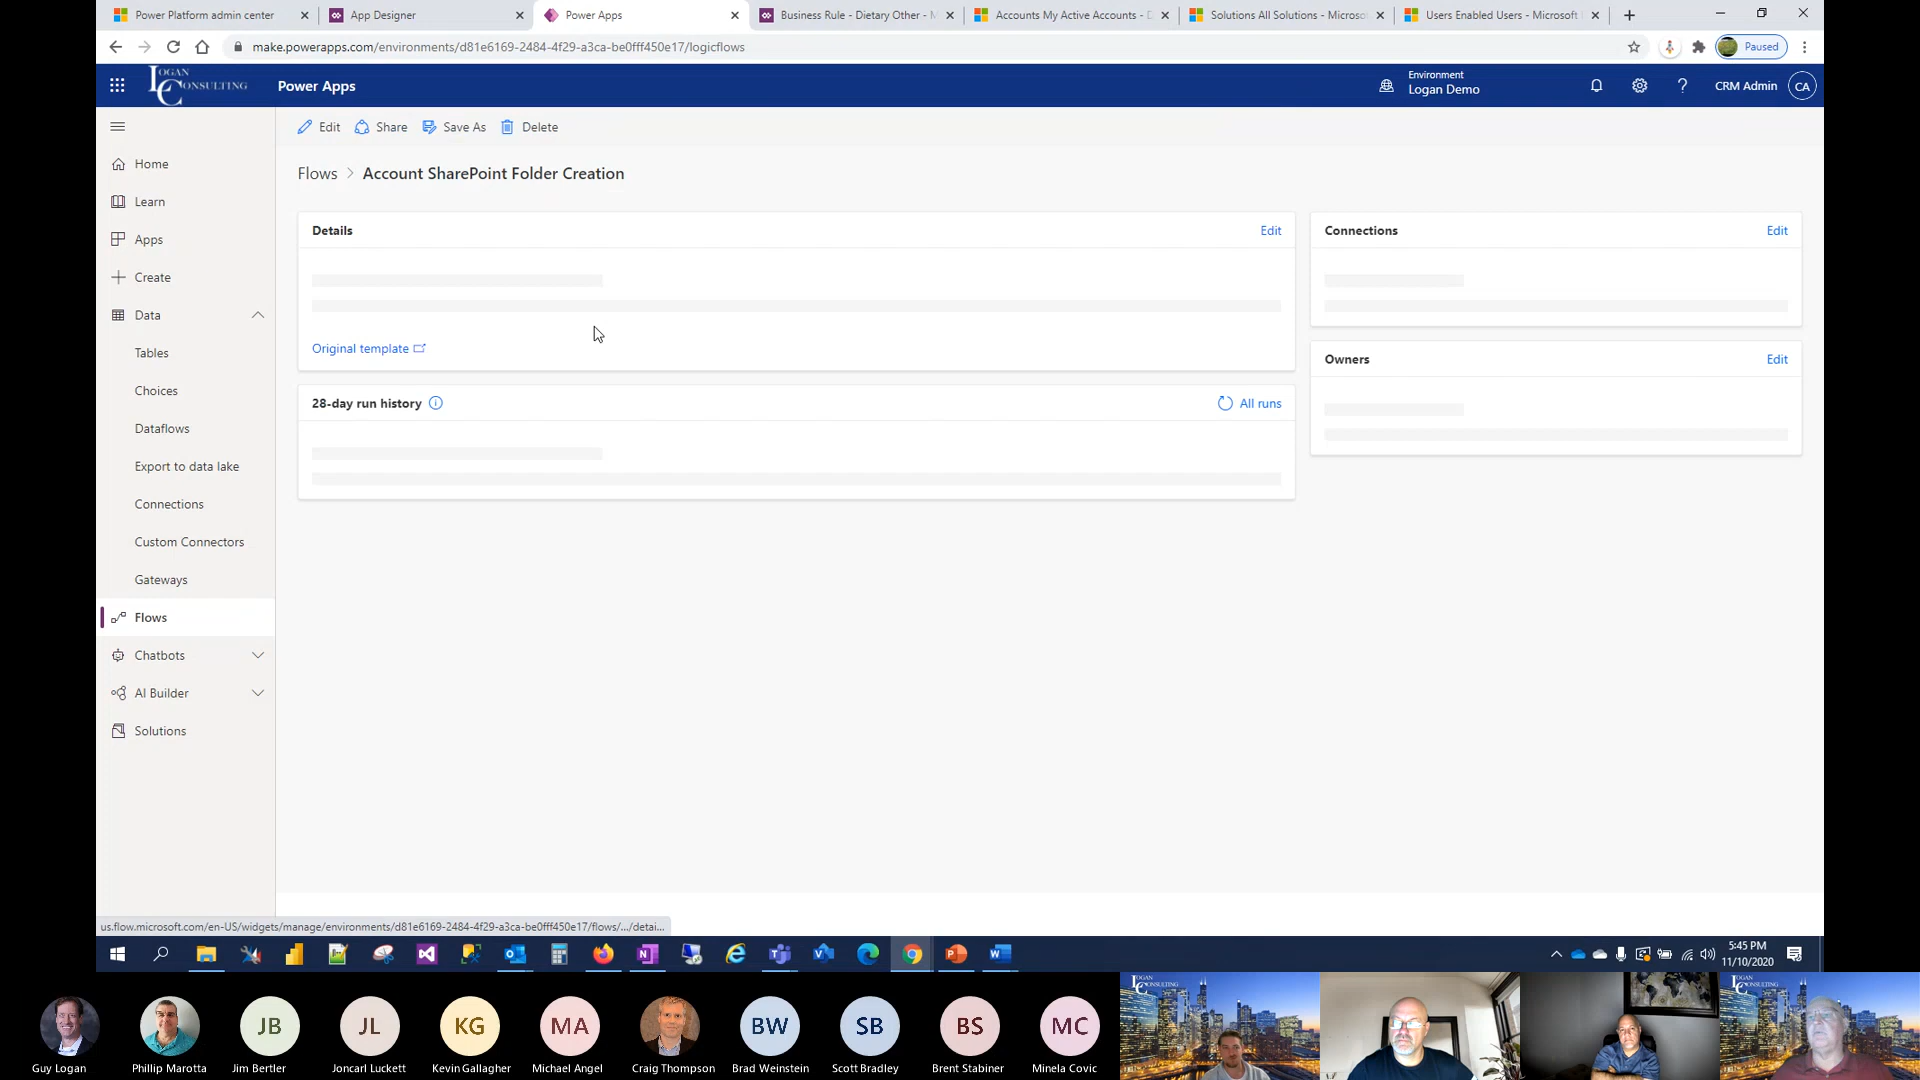 Power Platform admin center
App Designer
Power Apps
Business Rule - Dietary Other - M
Accounts My Active Accounts - D
Solutions All Solutions - Microso
Users Enabled Users - Microsoft
make.powerapps.com/environments/d81e6169-2484-4f29-a3ca-be0fff450e17/logicflows
Paused
LOGAN CONSULTING
Power Apps
Environment
Logan Demo
CRM Admin
CA
Edit
Share
Save As
Delete
Home
Learn
Apps
Create
Data
Tables
Choices
Dataflows
Export to data lake
Connections
Custom Connectors
Gateways
Flows
Chatbots
AI Builder
Solutions
Flows > Account SharePoint Folder Creation
Details
Edit
Original template
28-day run history
All runs
Connections
Edit
Owners
Edit
us.flow.microsoft.com/en-US/widgets/manage/environments/d81e6169-2484-4f29-a3ca-be0fff450e17/flows/.../detai...
5:45 PM
11/10/2020
JB
JL
KG
MA
BW
SB
BS
MC
Guy Logan
Phillip Marotta
Jim Bertler
Joncarl Luckett
Kevin Gallagher
Michael Angel
Craig Thompson
Brad Weinstein
Scott Bradley
Brent Stabiner
Minela Covic
LOGAN CONSULTING
LOGAN CONSULTING